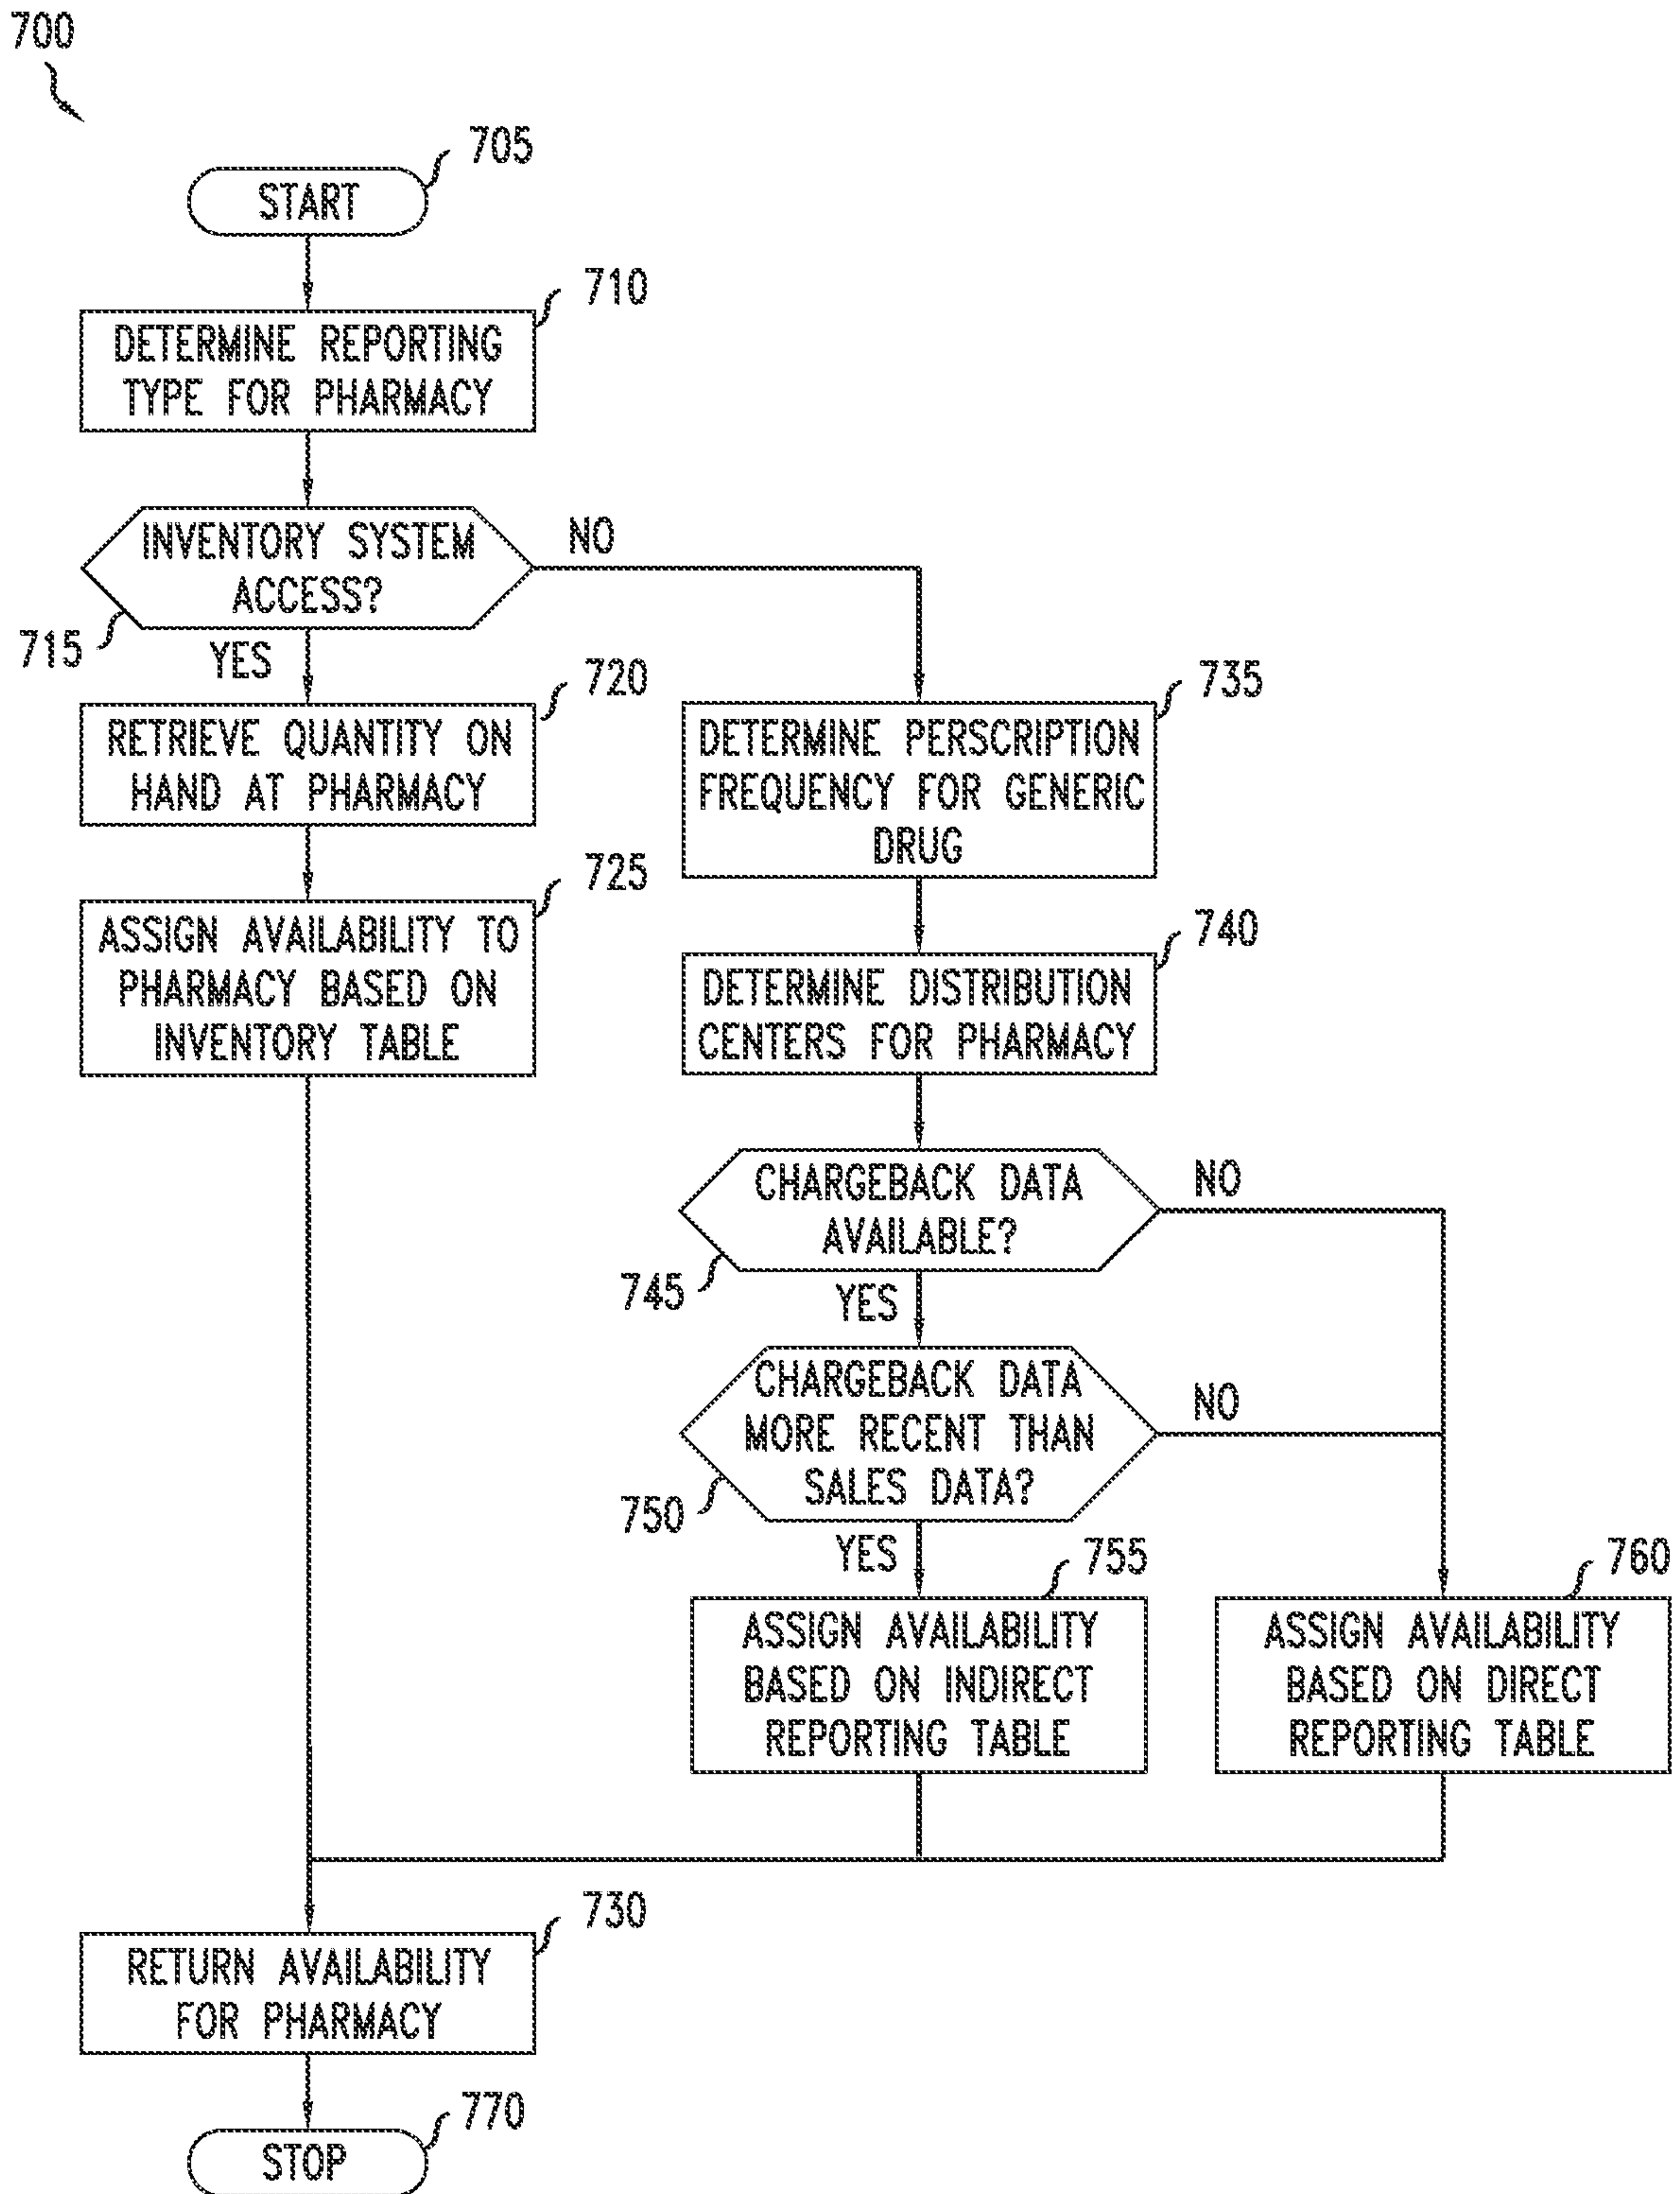 700
705
START
710
DETERMINE REPORTING
TYPE FOR PHARMACY
INVENTORY SYSTEM
ACCESS?
NO
715
YES
720
RETRIEVE QUANTITY ON
HAND AT PHARMACY
725
ASSIGN AVAILABILITY TO
PHARMACY BASED ON
INVENTORY TABLE
735
DETERMINE PERSCRIPTION
FREQUENCY FOR GENERIC
DRUG
740
DETERMINE DISTRIBUTION
CENTERS FOR PHARMACY
CHARGEBACK DATA
AVAILABLE?
NO
745
YES
CHARGEBACK DATA
MORE RECENT THAN
SALES DATA?
NO
750
YES
755
ASSIGN AVAILABILITY
BASED ON INDIRECT
REPORTING TABLE
760
ASSIGN AVAILABILITY
BASED ON DIRECT
REPORTING TABLE
730
RETURN AVAILABILITY
FOR PHARMACY
770
STOP